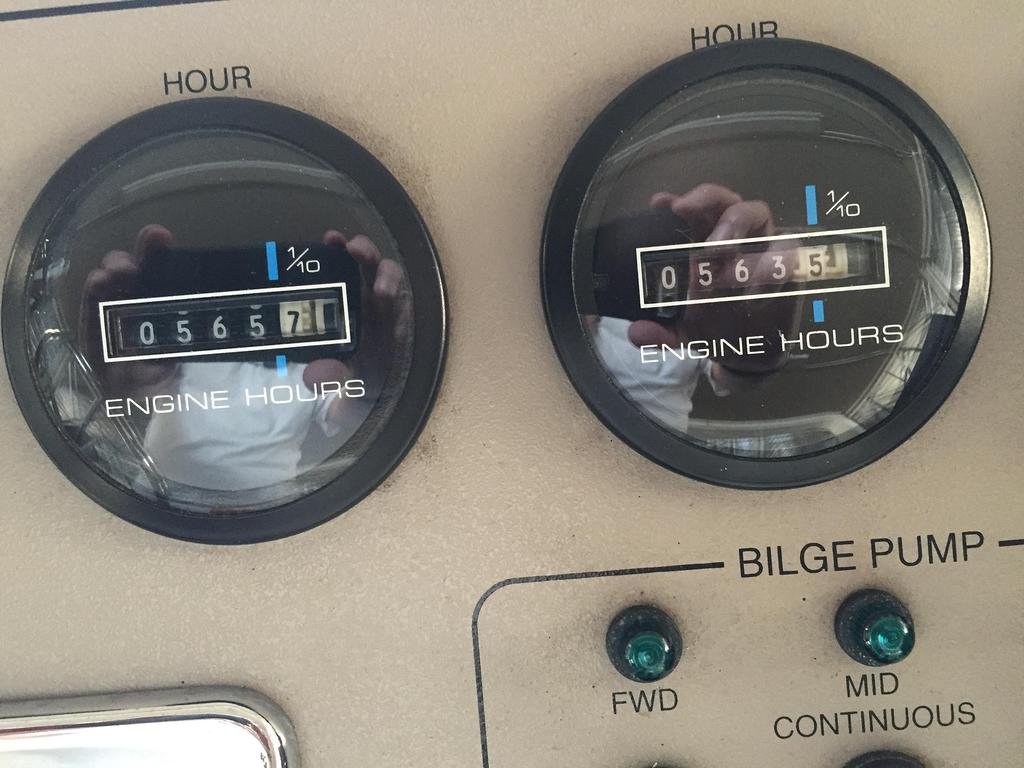 HOUR
1/10
05657
ENGINE HOURS
HOUR
1/10
05635
ENGINE HOURS
BILGE PUMP
FWD
MID
CONTINUOUS